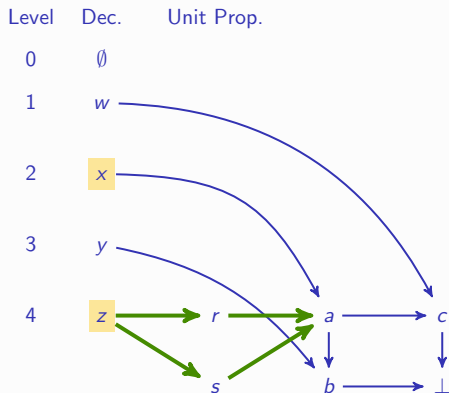 Level Dec. Unit Prop.
0 ∅
1 w
2 x
3 y
4 z r a c
s b ⊥